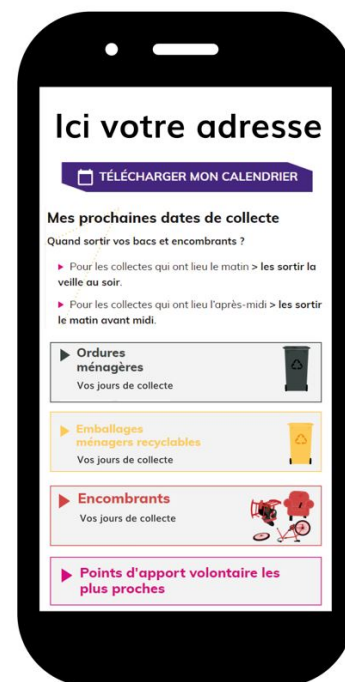 Ici votre adresse
TÉLÉCHARGER MON CALENDRIER
Mes prochaines dates de collecte
Quand sortir vos bacs et encombrants ?
▶ Pour les collectes qui ont lieu le matin > les sortir la
veille au soir.
▶ Pour les collectes qui ont lieu l'après-midi > les sortir
le matin avant midi.
▶ Ordures
ménagères
Vos jours de collecte
▶ Emballages
ménagers recyclables
Vos jours de collecte
▶ Encombrants
Vos jours de collecte
▶ Points d'apport volontaire les
plus proches